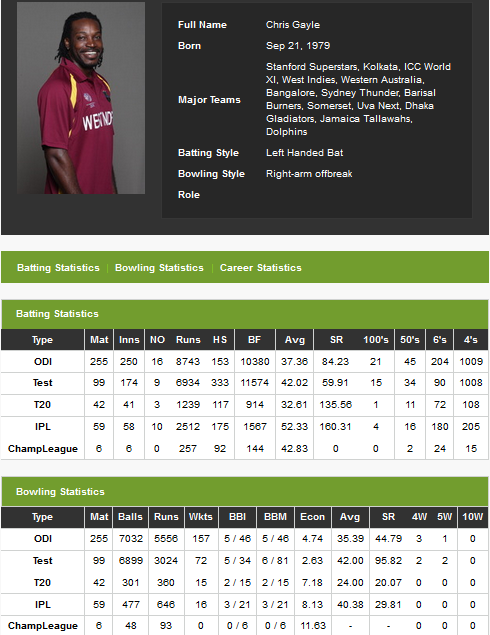 Full Name Chris Gayle
Born Sep 21, 1979
Stanford Superstars, Kolkata, ICC World
XI, West Indies, Western Australia,
Major Teams Bangalore, Sydney Thunder, Barisal
Burners, Somerset, Uva Next, Dhaka
Gladiators, Jamaica Tallawahs,
Dolphins
Batting Style Left Handed Bat
Bowling Style Right-arm offbreak
Role
WEST IND
Batting Statistics | Bowling Statistics | Career Statistics
Batting Statistics
Type Mat Inns NO Runs HS BF Avg SR 100's 50's 6's 4's
ODI 255 250 16 8743 153 10380 37.36 84.23 21 45 204 1009
Test 99 174 9 6934 333 11574 42.02 59.91 15 34 90 1008
T20 42 41 3 1239 117 914 32.61 135.56 1 11 72 108
IPL 59 58 10 2512 175 1567 52.33 160.31 4 16 180 205
ChampLeague 6 6 0 257 92 144 42.83 0 0 2 24 15
Bowling Statistics
Type Mat Balls Runs Wkts BBI BBM Econ Avg SR 4W 5W 10W
ODI 255 7032 5556 157 5 / 46 5 / 46 4.74 35.39 44.79 3 1 0
Test 99 6899 3024 72 5 / 34 6 / 81 2.63 42.00 95.82 2 2 0
T20 42 301 360 15 2 / 15 2 / 15 7.18 24.00 20.07 0 0 0
IPL 59 477 646 16 3 / 21 3 / 21 8.13 40.38 29.81 0 0 0
ChampLeague 6 48 93 0 0 / 6 0 / 6 11.63 - - 0 0 0